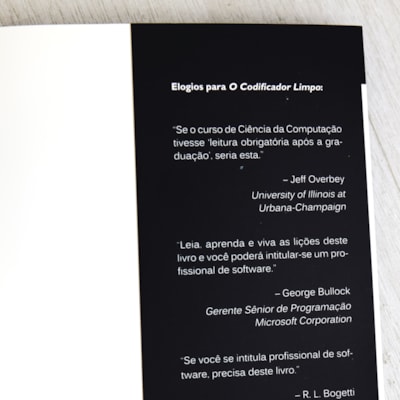 Elogios para O Codificador Limpo:
“Se o curso de Ciência da Computação
tivesse ‘leitura obrigatória após a gra-
duação’, seria esta.”
– Jeff Overbey
University of Illinois at
Urbana-Champaign
“Leia, aprenda e viva as lições deste
livro e você poderá intitular-se um pro-
fissional de software.”
– George Bullock
Gerente Sênior de Programação
Microsoft Corporation
“Se você se intitula profissional de sof-
tware, precisa deste livro.”
– R. L. Bogetti